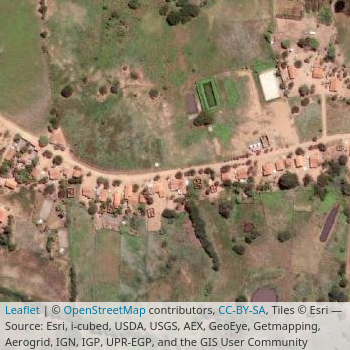 Leaflet | © OpenStreetMap contributors, CC-BY-SA, Tiles © Esri —
Source: Esri, i-cubed, USDA, USGS, AEX, GeoEye, Getmapping,
Aerogrid, IGN, IGP, UPR-EGP, and the GIS User Community